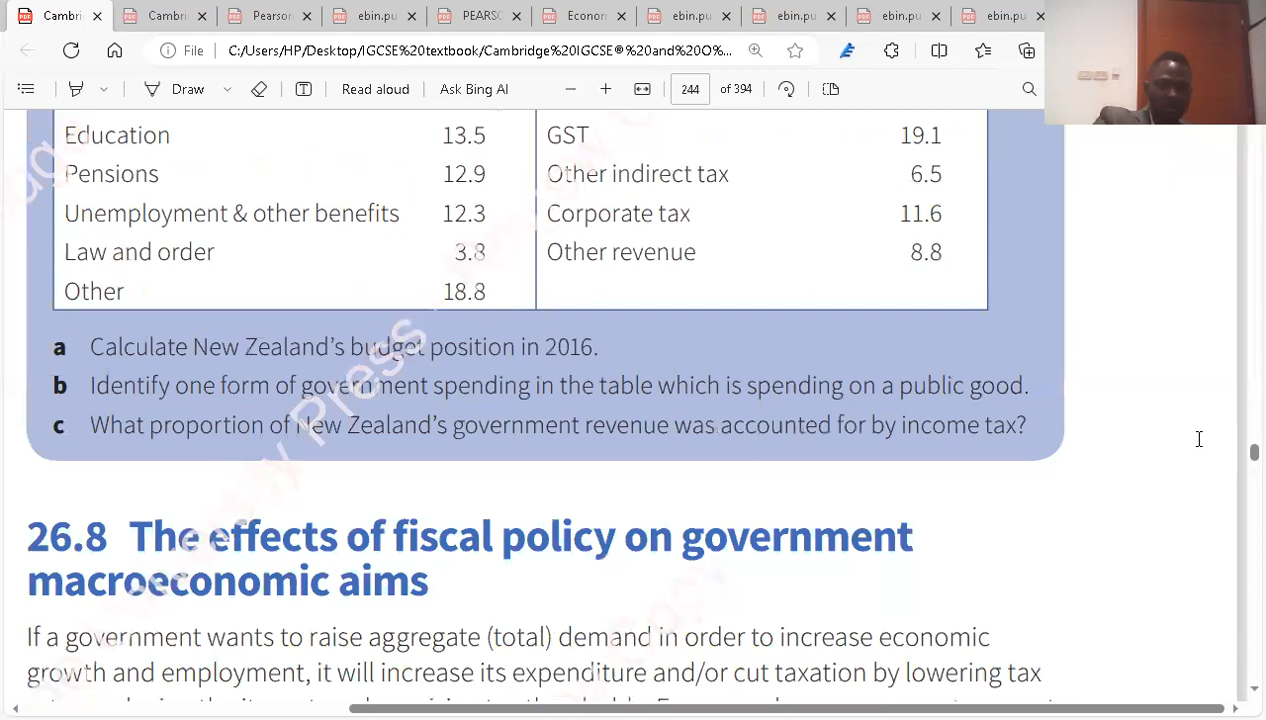 Cambri
Cambri
Pearson
ebin.pu
PEARSC
Econom
ebin.pu
ebin.pu
ebin.pu
ebin.pu
File
C:/Users/HP/Desktop/IGCSE%20textbook/Cambridge%20IGCSE®%20and%20O%...
Draw
Read aloud
Ask Bing AI
244 of 394
Education 13.5 GST 19.1
Pensions 12.9 Other indirect tax 6.5
Unemployment & other benefits 12.3 Corporate tax 11.6
Law and order 3.8 Other revenue 8.8
Other 18.8
a Calculate New Zealand's budget position in 2016.
b Identify one form of government spending in the table which is spending on a public good.
c What proportion of New Zealand's government revenue was accounted for by income tax?
26.8 The effects of fiscal policy on government
macroeconomic aims
If a government wants to raise aggregate (total) demand in order to increase economic
growth and employment, it will increase its expenditure and/or cut taxation by lowering tax